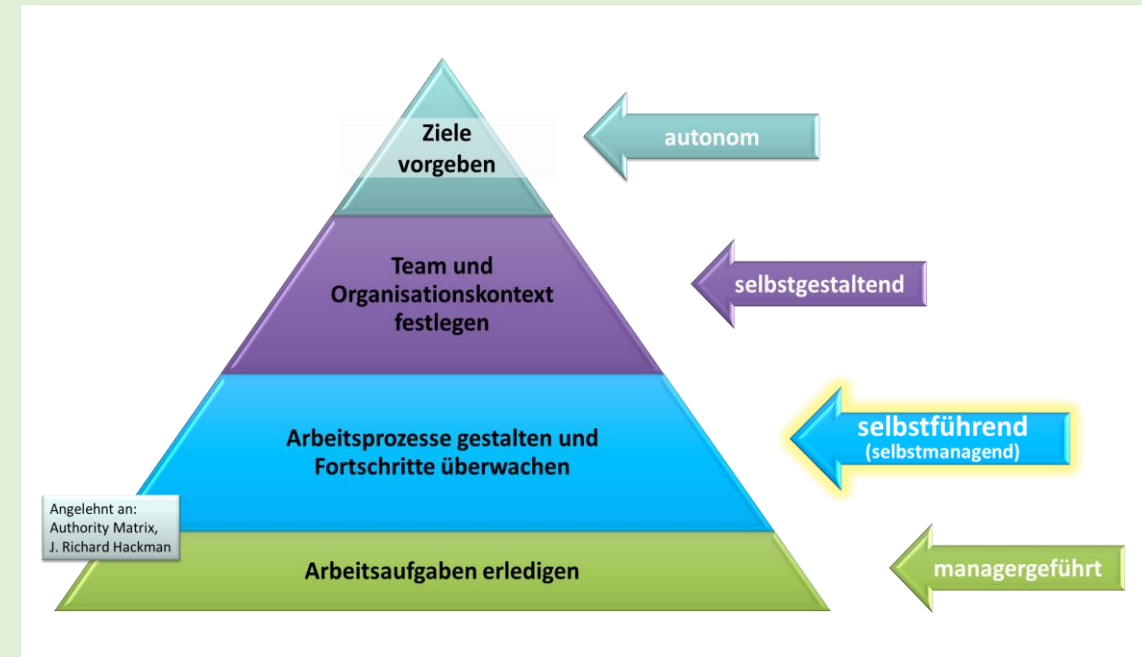 Ziele
vorgeben
autonom
Team und
Organisationskontext
festlegen
selbstgestaltend
Arbeitsprozesse gestalten und
Fortschritte überwachen
selbstführend
(selbstmanagend)
Angelehnt an:
Authority Matrix,
J. Richard Hackman
Arbeitsaufgaben erledigen
managergeführt